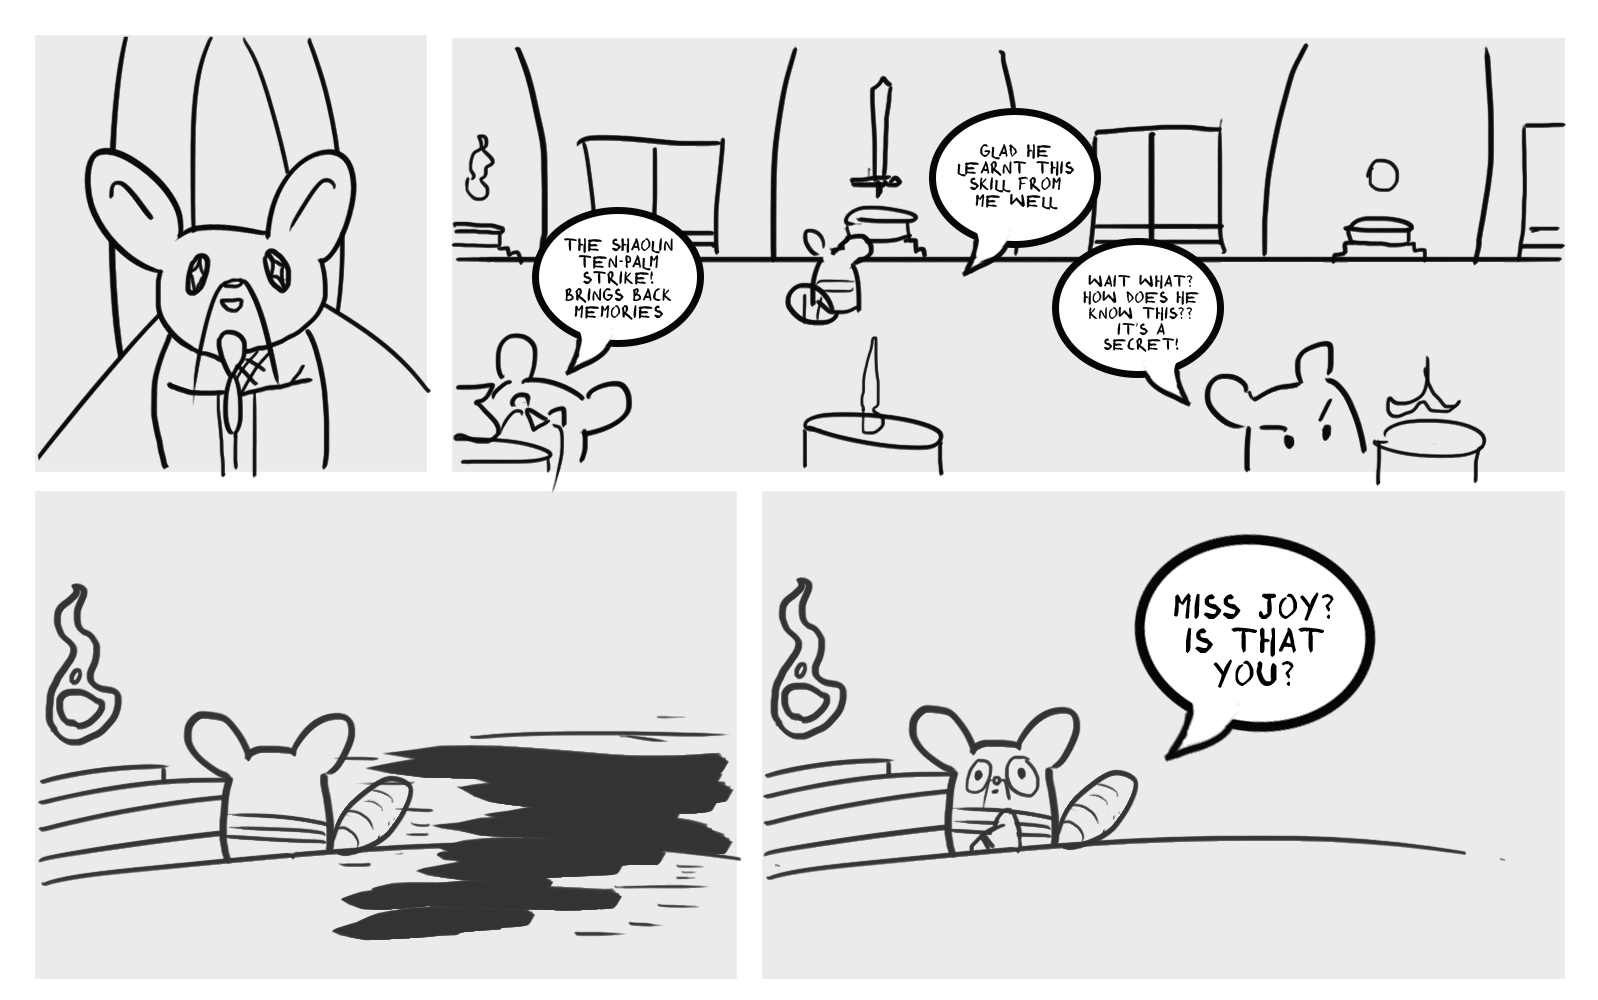 THE SHAOLIN
TEN-PALM
STRIKE!
BRINGS BACK
MEMORIES
GLAD HE
LEARNT THIS
SKILL FROM
ME WELL
WAIT WHAT?
HOW DOES HE
KNOW THIS??
IT'S A
SECRET!
MISS JOY?
IS THAT
YOU?